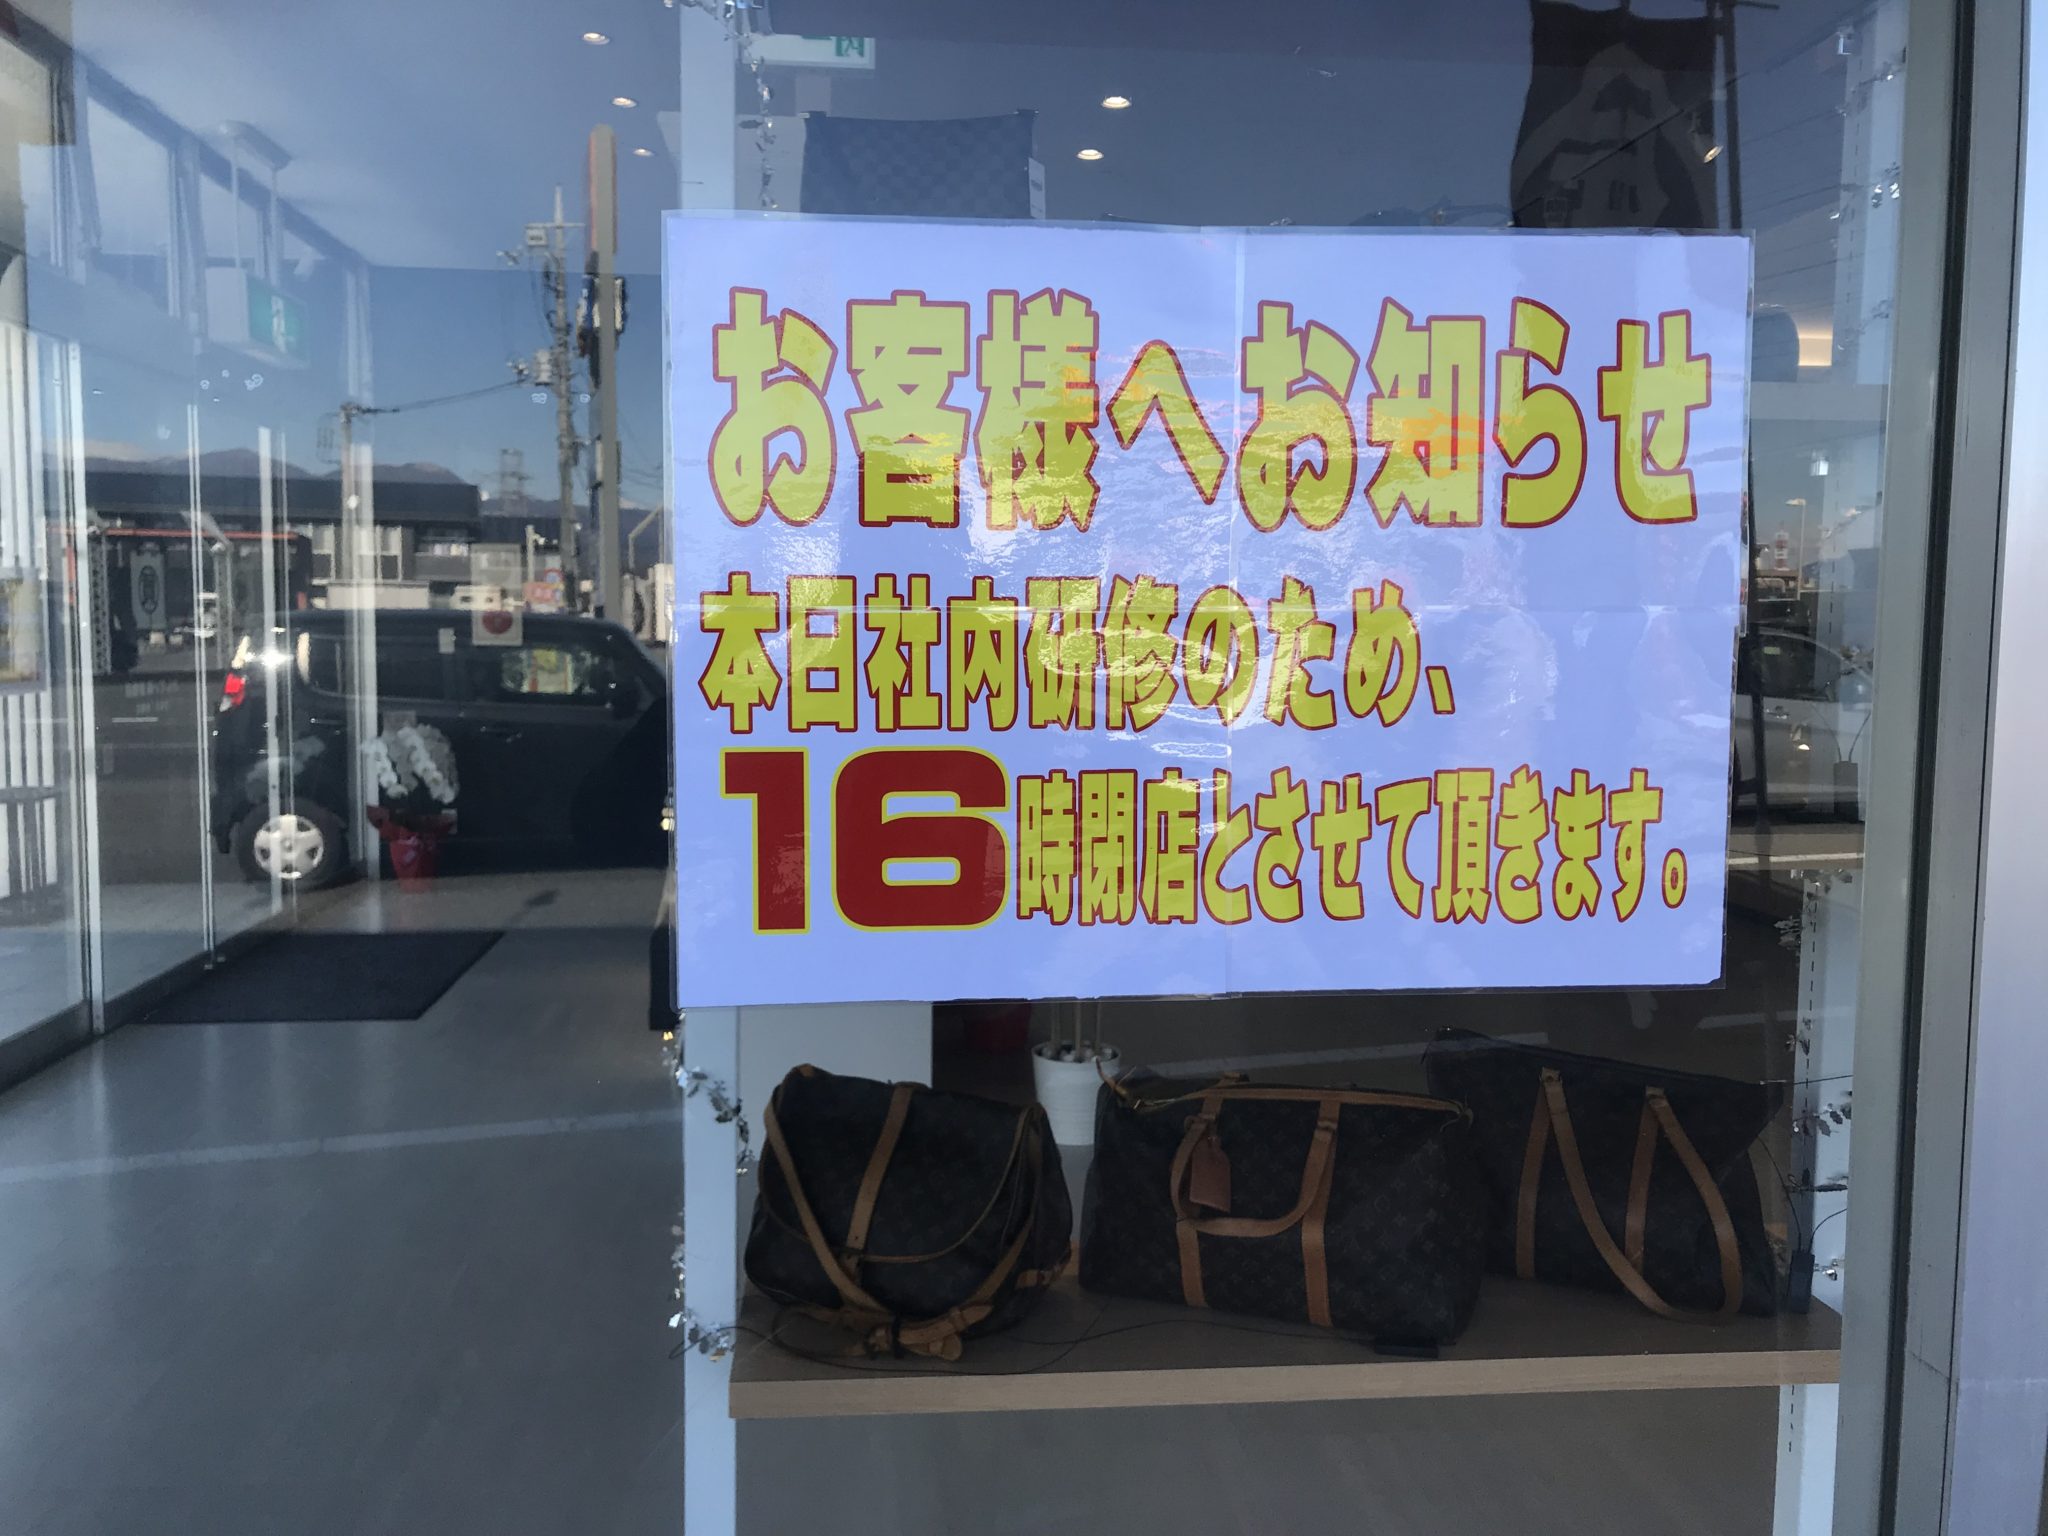 お客様へお知らせ
本日社内研修のため、
16時閉店とさせて頂きます。